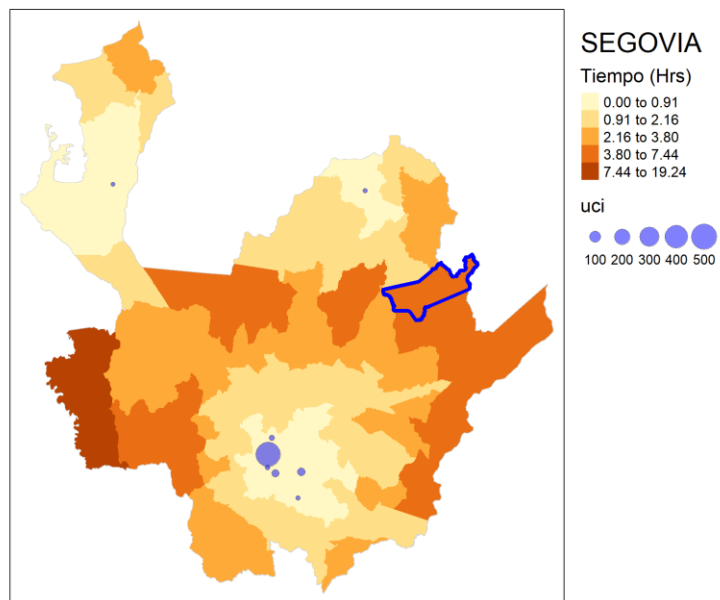 SEGOVIA
Tiempo (Hrs)
0.00 to 0.91
0.91 to 2.16
2.16 to 3.80
3.80 to 7.44
7.44 to 19.24
uci
100 200 300 400 500